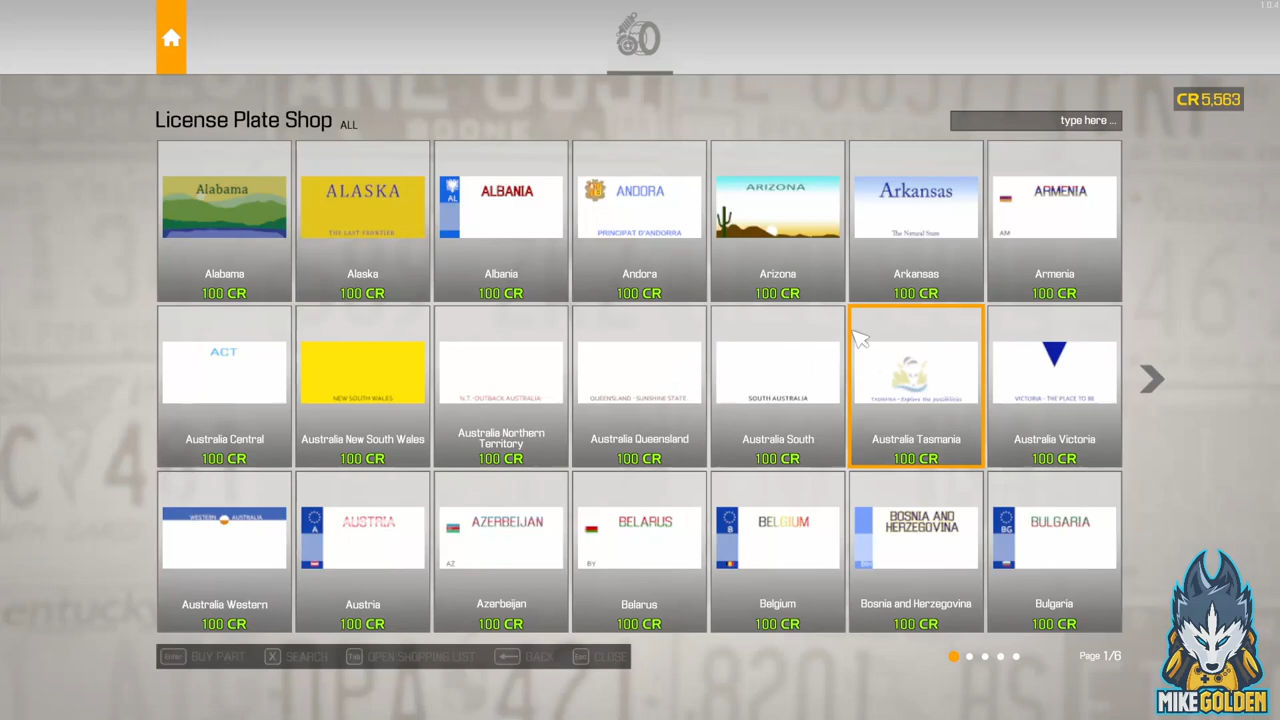 1.0.4
CR 5,563
License Plate Shop ALL
type here ...
Alabama
ALASKA
THE LAST FRONTIER
AL
ALBANIA
ANDORA
PRINCIPAT D'ANDORRA
ARIZONA
Arkansas
The Natural State
ARMENIA
AM
Alabama
Alaska
Albania
Andora
Arizona
Arkansas
Armenia
100 CR
100 CR
100 CR
100 CR
100 CR
100 CR
100 CR
ACT
NEW SOUTH WALES
N.T. - OUTBACK AUSTRALIA
QUEENSLAND - SUNSHINE STATE.
SOUTH AUSTRALIA
TASMANIA - Explore the possibilities
VICTORIA - THE PLACE TO BE
Australia Central
Australia New South Wales
Australia Northern
Territory
Australia Queensland
Australia South
Australia Tasmania
Australia Victoria
100 CR
100 CR
100 CR
100 CR
100 CR
100 CR
100 CR
WESTERN AUSTRALIA
A
AUSTRIA
AZERBEIJAN
AZ
BELARUS
BY
B
BELGIUM
BOSNIA AND
HERZEGOVINA
BIH
BG
BULGARIA
Australia Western
Austria
Azerbeijan
Belarus
Belgium
Bosnia and Herzegovina
Bulgaria
100 CR
100 CR
100 CR
100 CR
100 CR
100 CR
100 CR
Enter BUY PART X SEARCH Tab OPEN SHOPPING LIST BACK Esc CLOSE
Page 1/6
MIKEGOLDEN